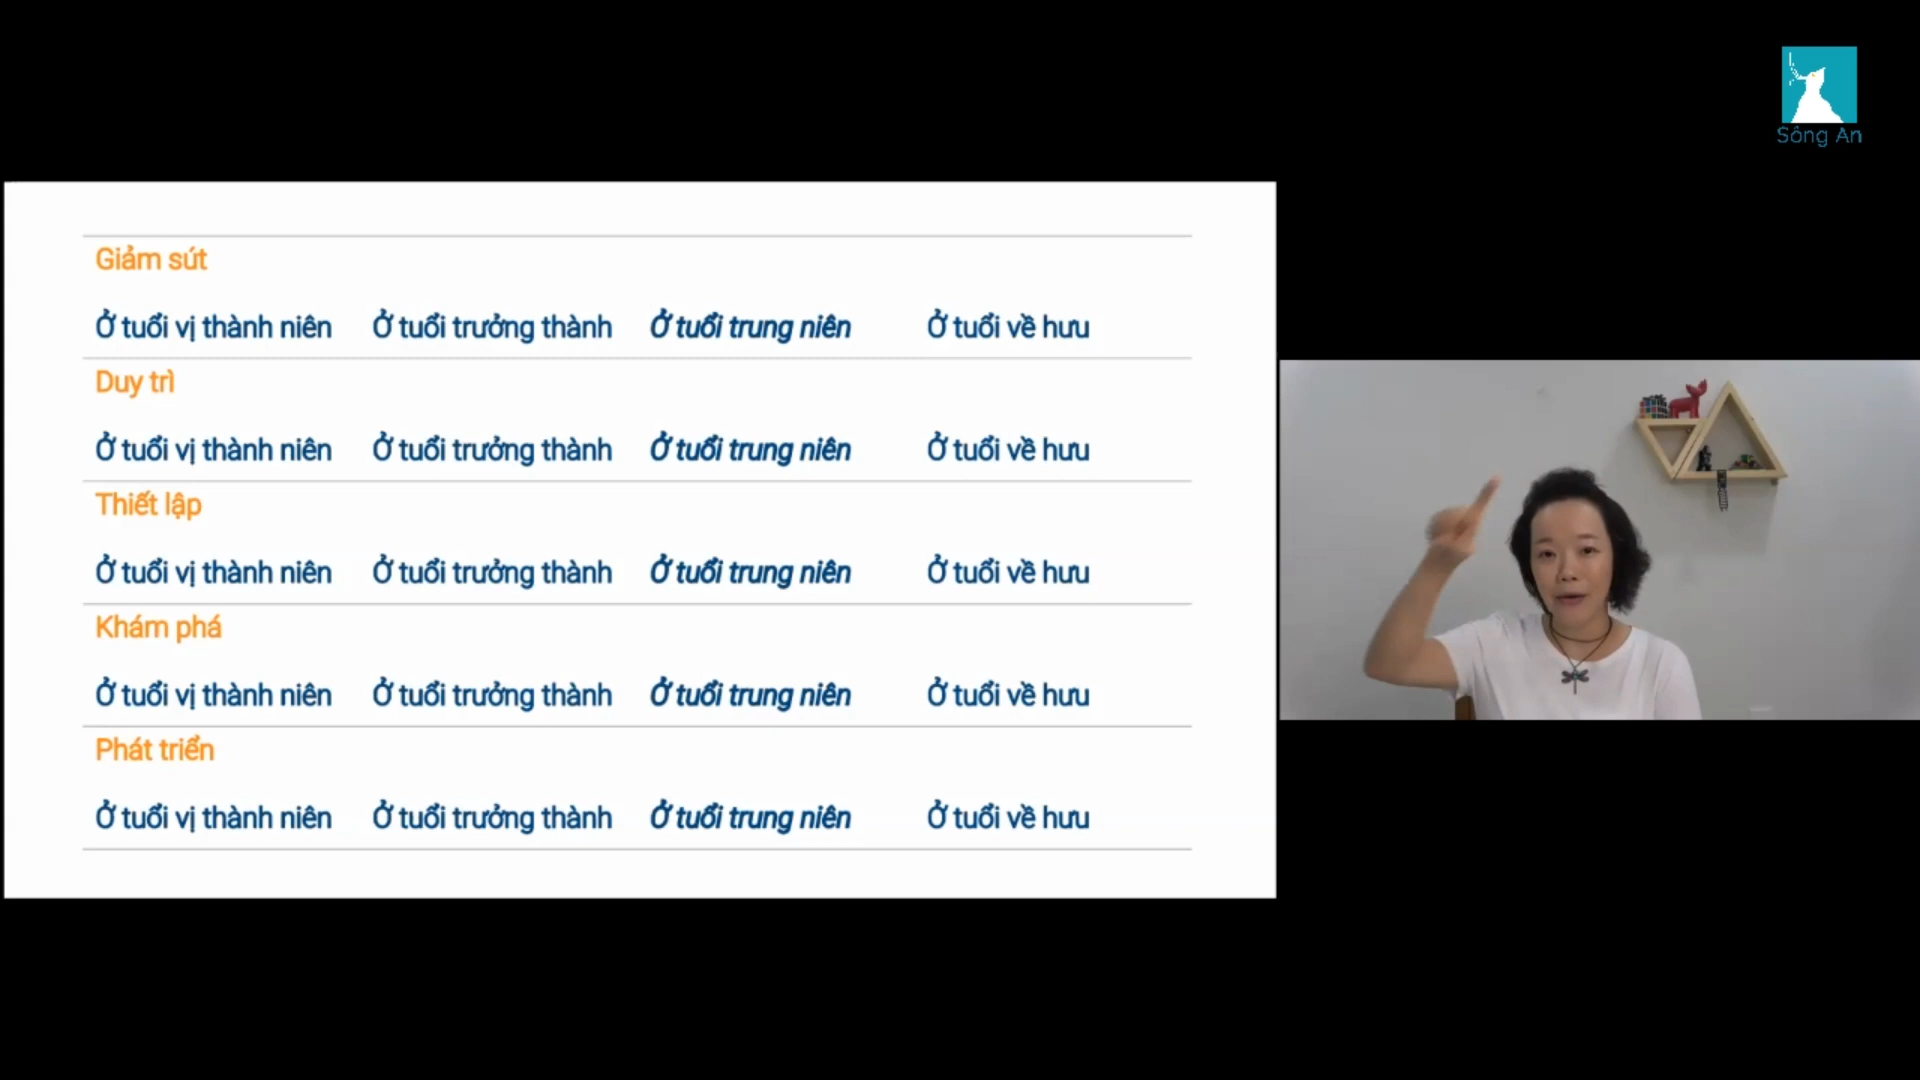 Sông An
Giảm sút
Ở tuổi vị thành niên Ở tuổi trưởng thành Ở tuổi trung niên Ở tuổi về hưu
Duy trì
Ở tuổi vị thành niên Ở tuổi trưởng thành Ở tuổi trung niên Ở tuổi về hưu
Thiết lập
Ở tuổi vị thành niên Ở tuổi trưởng thành Ở tuổi trung niên Ở tuổi về hưu
Khám phá
Ở tuổi vị thành niên Ở tuổi trưởng thành Ở tuổi trung niên Ở tuổi về hưu
Phát triển
Ở tuổi vị thành niên Ở tuổi trưởng thành Ở tuổi trung niên Ở tuổi về hưu